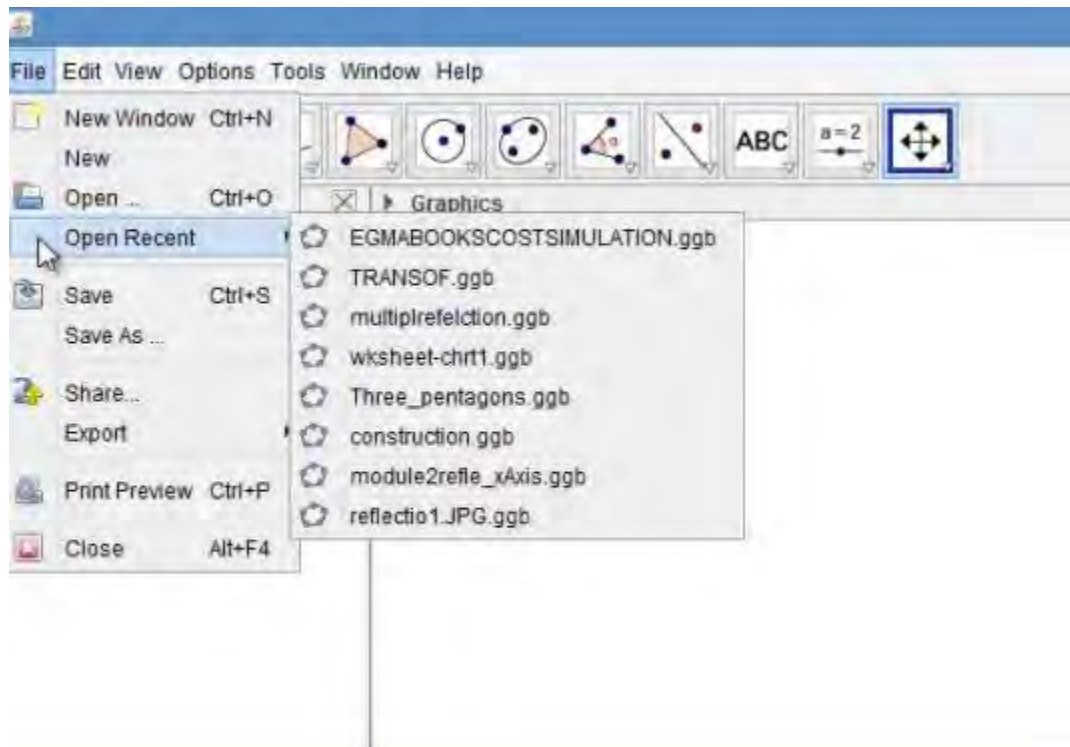 File Edit View Options Tools Window Help
New Window Ctrl+N
New
Open ... Ctrl+O
Open Recent
Save Ctrl+S
Save As ...
Share...
Export
Print Preview Ctrl+P
Close Alt+F4
ABC
a=2
Graphics
EGMABOOKSCOSTSIMULATION.ggb
TRANSOF.ggb
multiplrefelction.ggb
wksheet-chrt1.ggb
Three_pentagons.ggb
construction.ggb
module2refle_xAxis.ggb
reflectio1.JPG.ggb